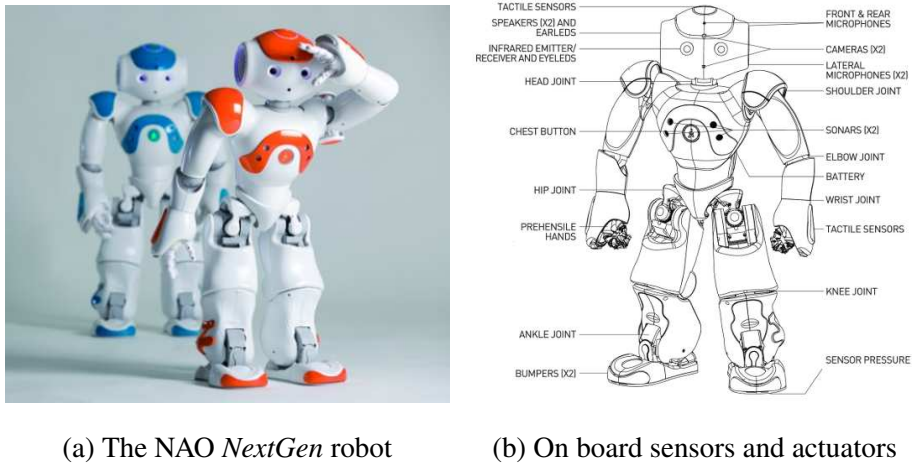 TACTILE SENSORS
SPEAKERS (X2) AND
EARLEDS
INFRARED EMITTER/
RECEIVER AND EYELEDS
HEAD JOINT
CHEST BUTTON
HIP JOINT
PREHENSILE
HANDS
ANKLE JOINT
BUMPERS (X2)
FRONT & REAR
MICROPHONES
CAMERAS (X2)
LATERAL
MICROPHONES (X2)
SHOULDER JOINT
SONARS (X2)
ELBOW JOINT
BATTERY
WRIST JOINT
TACTILE SENSORS
KNEE JOINT
SENSOR PRESSURE
(a) The NAO NextGen robot
(b) On board sensors and actuators